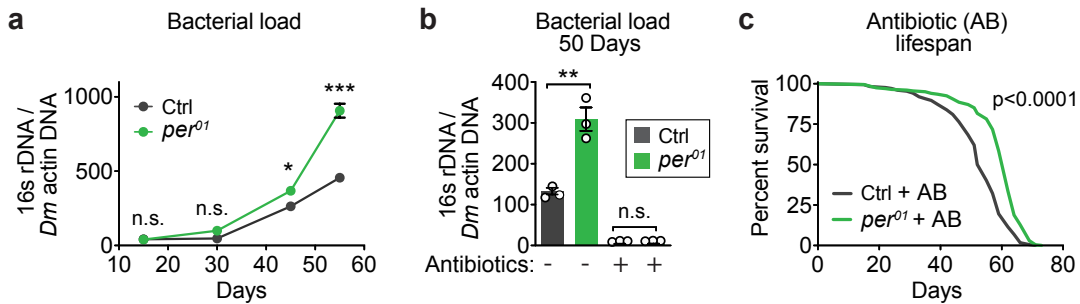 a
Bacterial load
16s rDNA /
Dm actin DNA
1000
500
0
Ctrl
per01
n.s.
n.s.
*
***
10 20 30 40 50 60
Days
b
Bacterial load
50 Days
16s rDNA /
Dm actin DNA
400
300
200
100
0
**
n.s.
Ctrl
per01
Antibiotics: - - + +
c
Antibiotic (AB)
lifespan
Percent survival
100
75
50
25
0
p<0.0001
Ctrl + AB
per01 + AB
0 20 40 60 80
Days